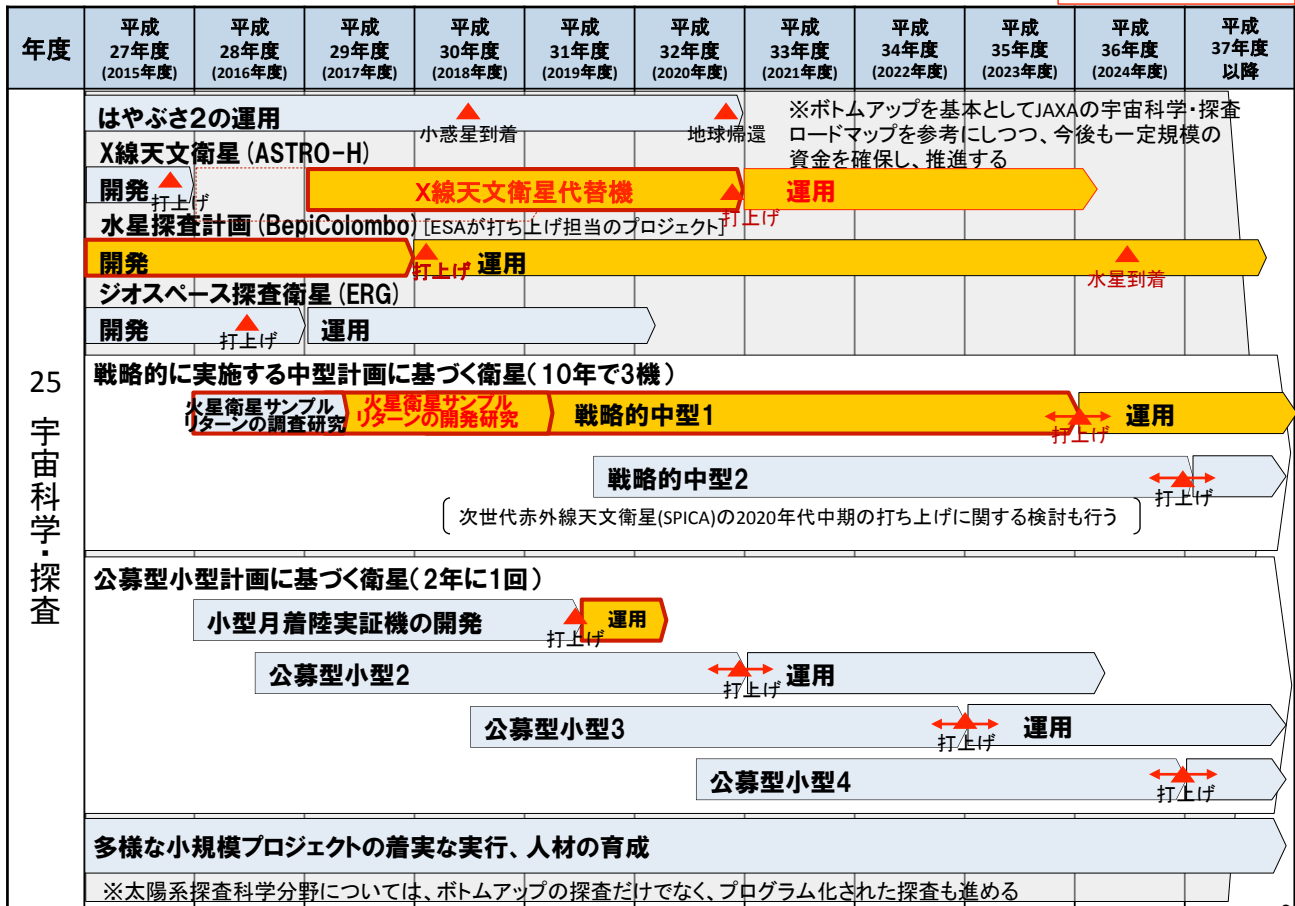 年度
平成
27年度
(2015年度)
平成
28年度
(2016年度)
平成
29年度
(2017年度)
平成
30年度
(2018年度)
平成
31年度
(2019年度)
平成
32年度
(2020年度)
平成
33年度
(2021年度)
平成
34年度
(2022年度)
平成
35年度
(2023年度)
平成
36年度
(2024年度)
平成
37年度
以降
25 宇宙科学・探査
はやぶさ2の運用
小惑星到着
地球帰還
※ボトムアップを基本としてJAXAの宇宙科学・探査
ロードマップを参考にしつつ、今後も一定規模の
資金を確保し、推進する
X線天文衛星(ASTRO-H)
開発
打上げ
X線天文衛星代替機
打上げ
運用
水星探査計画(BepiColombo)[ESAが打ち上げ担当のプロジェクト]
開発
打上げ
運用
水星到着
ジオスペース探査衛星(ERG)
開発
打上げ
運用
戦略的に実施する中型計画に基づく衛星(10年で3機)
火星衛星サンプル
リターンの調査研究
火星衛星サンプル
リターンの開発研究
戦略的中型1
打上げ
運用
戦略的中型2
打上げ
次世代赤外線天文衛星(SPICA)の2020年代中期の打ち上げに関する検討も行う
公募型小型計画に基づく衛星(2年に1回)
小型月着陸実証機の開発
打上げ
運用
公募型小型2
打上げ
運用
公募型小型3
打上げ
運用
公募型小型4
打上げ
多様な小規模プロジェクトの着実な実行、人材の育成
※太陽系探査科学分野については、ボトムアップの探査だけでなく、プログラム化された探査も進める